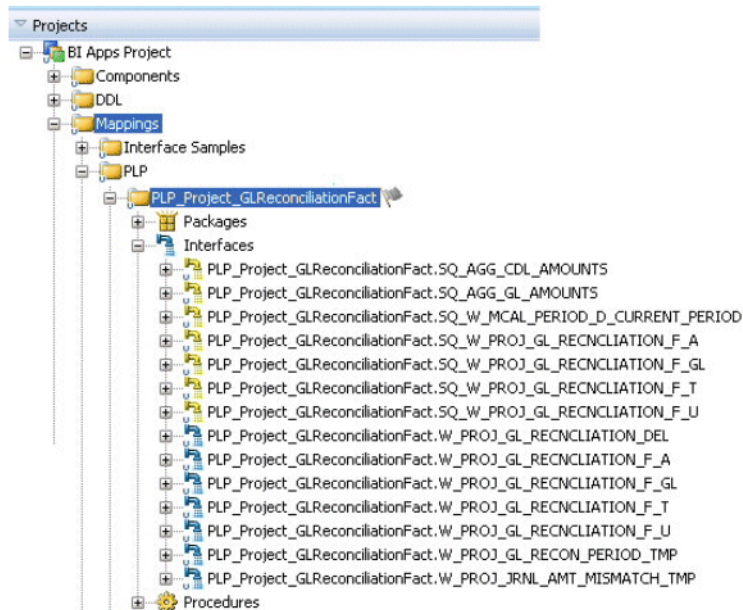 Projects
BI Apps Project
Components
DDL
Mappings
Interface Samples
PLP
PLP_Project_GLReconciliationFact
Packages
Interfaces
PLP_Project_GLReconciliationFact.SQ_AGG_CDL_AMOUNTS
PLP_Project_GLReconciliationFact.SQ_AGG_GL_AMOUNTS
PLP_Project_GLReconciliationFact.SQ_W_MCAL_PERIOD_D_CURRENT_PERIOD
PLP_Project_GLReconciliationFact.SQ_W_PROJ_GL_RECNCLIATION_F_A
PLP_Project_GLReconciliationFact.SQ_W_PROJ_GL_RECNCLIATION_F_GL
PLP_Project_GLReconciliationFact.SQ_W_PROJ_GL_RECNCLIATION_F_T
PLP_Project_GLReconciliationFact.SQ_W_PROJ_GL_RECNCLIATION_F_U
PLP_Project_GLReconciliationFact.W_PROJ_GL_RECNCLIATION_DEL
PLP_Project_GLReconciliationFact.W_PROJ_GL_RECNCLIATION_F_A
PLP_Project_GLReconciliationFact.W_PROJ_GL_RECNCLIATION_F_GL
PLP_Project_GLReconciliationFact.W_PROJ_GL_RECNCLIATION_F_T
PLP_Project_GLReconciliationFact.W_PROJ_GL_RECNCLIATION_F_U
PLP_Project_GLReconciliationFact.W_PROJ_GL_RECON_PERIOD_TMP
PLP_Project_GLReconciliationFact.W_PROJ_JRNL_AMT_MISMATCH_TMP
Procedures